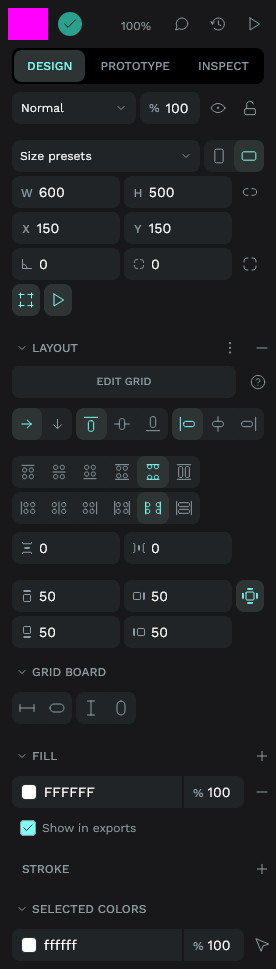 100%
DESIGN PROTOTYPE INSPECT
Normal % 100
Size presets
W 600 H 500
X 150 Y 150
0 0
LAYOUT
EDIT GRID ?
0 0
50 50
50 50
GRID BOARD
FILL
FFFFFF % 100
Show in exports
STROKE
SELECTED COLORS
ffffff % 100